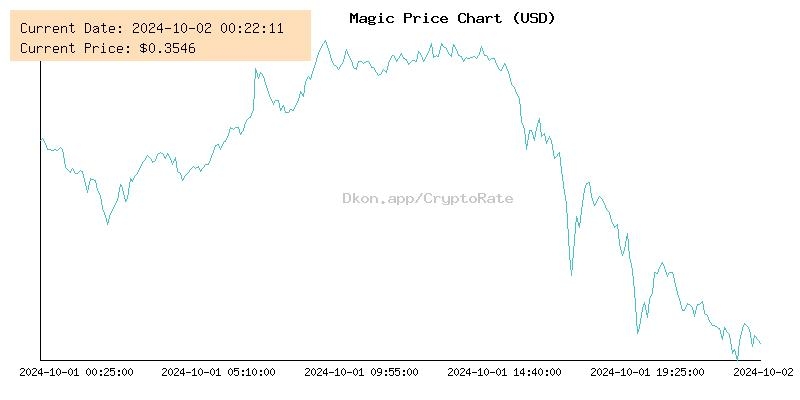 Magic Price Chart (USD)
Current Date: 2024-10-02 00:22:11
Current Price: $0.3546
Dkon.app/CryptoRate
2024-10-01 00:25:00 2024-10-01 05:10:00 2024-10-01 09:55:00 2024-10-01 14:40:00 2024-10-01 19:25:00 2024-10-02